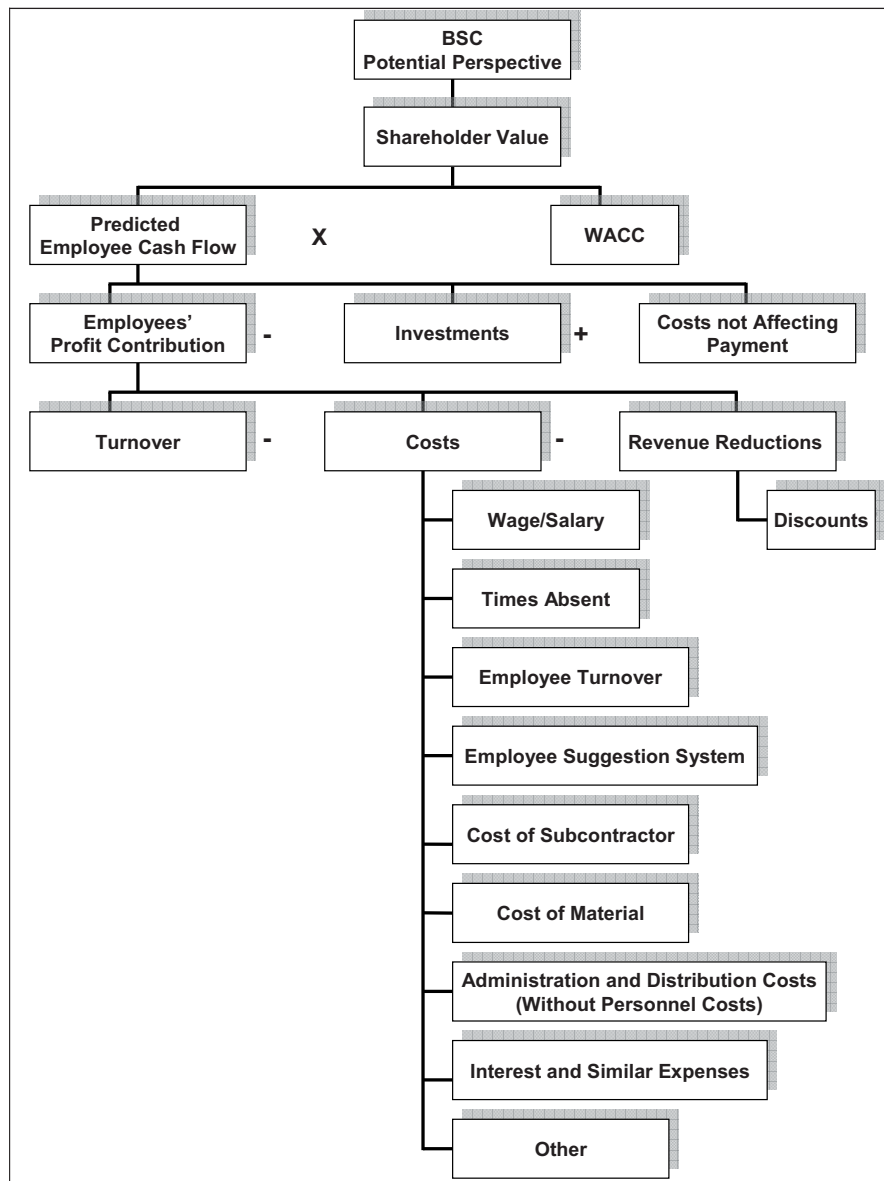 BSC
Potential Perspective
Shareholder Value
Predicted
Employee Cash Flow
X
WACC
Employees’
Profit Contribution
-
Investments
+
Costs not Affecting
Payment
Turnover
-
Costs
-
Revenue Reductions
Wage/Salary
Discounts
Times Absent
Employee Turnover
Employee Suggestion System
Cost of Subcontractor
Cost of Material
Administration and Distribution Costs
(Without Personnel Costs)
Interest and Similar Expenses
Other